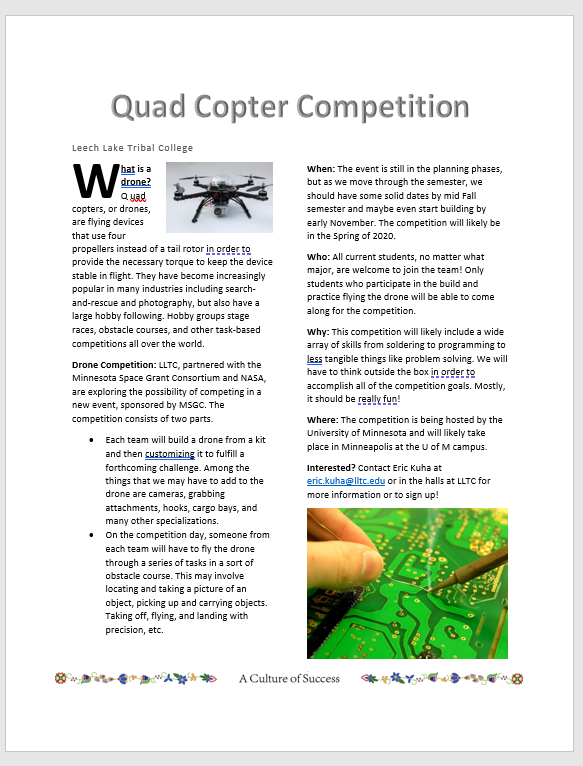 Quad Copter Competition
Leech Lake Tribal College
What is a
drone?
Q uad
copters, or drones,
are flying devices
that use four
propellers instead of a tail rotor in order to
provide the necessary torque to keep the device
stable in flight. They have become increasingly
popular in many industries including search-
and-rescue and photography, but also have a
large hobby following. Hobby groups stage
races, obstacle courses, and other task-based
competitions all over the world.
Drone Competition: LLTC, partnered with the
Minnesota Space Grant Consortium and NASA,
are exploring the possibility of competing in a
new event, sponsored by MSGC. The
competition consists of two parts.
• Each team will build a drone from a kit
and then customizing it to fulfill a
forthcoming challenge. Among the
things that we may have to add to the
drone are cameras, grabbing
attachments, hooks, cargo bays, and
many other specializations.
• On the competition day, someone from
each team will have to fly the drone
through a series of tasks in a sort of
obstacle course. This may involve
locating and taking a picture of an
object, picking up and carrying objects.
Taking off, flying, and landing with
precision, etc.
When: The event is still in the planning phases,
but as we move through the semester, we
should have some solid dates by mid Fall
semester and maybe even start building by
early November. The competition will likely be
in the Spring of 2020.
Who: All current students, no matter what
major, are welcome to join the team! Only
students who participate in the build and
practice flying the drone will be able to come
along for the competition.
Why: This competition will likely include a wide
array of skills from soldering to programming to
less tangible things like problem solving. We will
have to think outside the box in order to
accomplish all of the competition goals. Mostly,
it should be really fun!
Where: The competition is being hosted by the
University of Minnesota and will likely take
place in Minneapolis at the U of M campus.
Interested? Contact Eric Kuha at
eric.kuha@lltc.edu or in the halls at LLTC for
more information or to sign up!
A Culture of Success